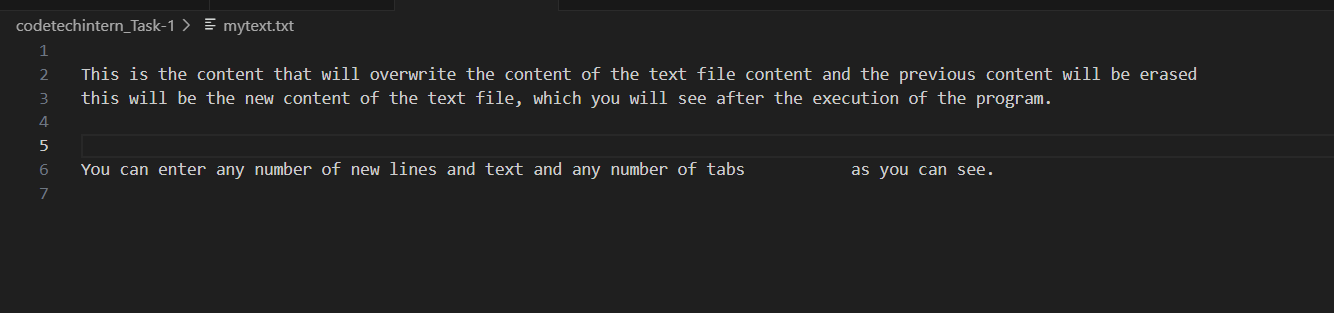 codetechintern_Task-1 > mytext.txt
1
2 This is the content that will overwrite the content of the text file content and the previous content will be erased
3 this will be the new content of the text file, which you will see after the execution of the program.
4
5
6 You can enter any number of new lines and text and any number of tabs           as you can see.
7